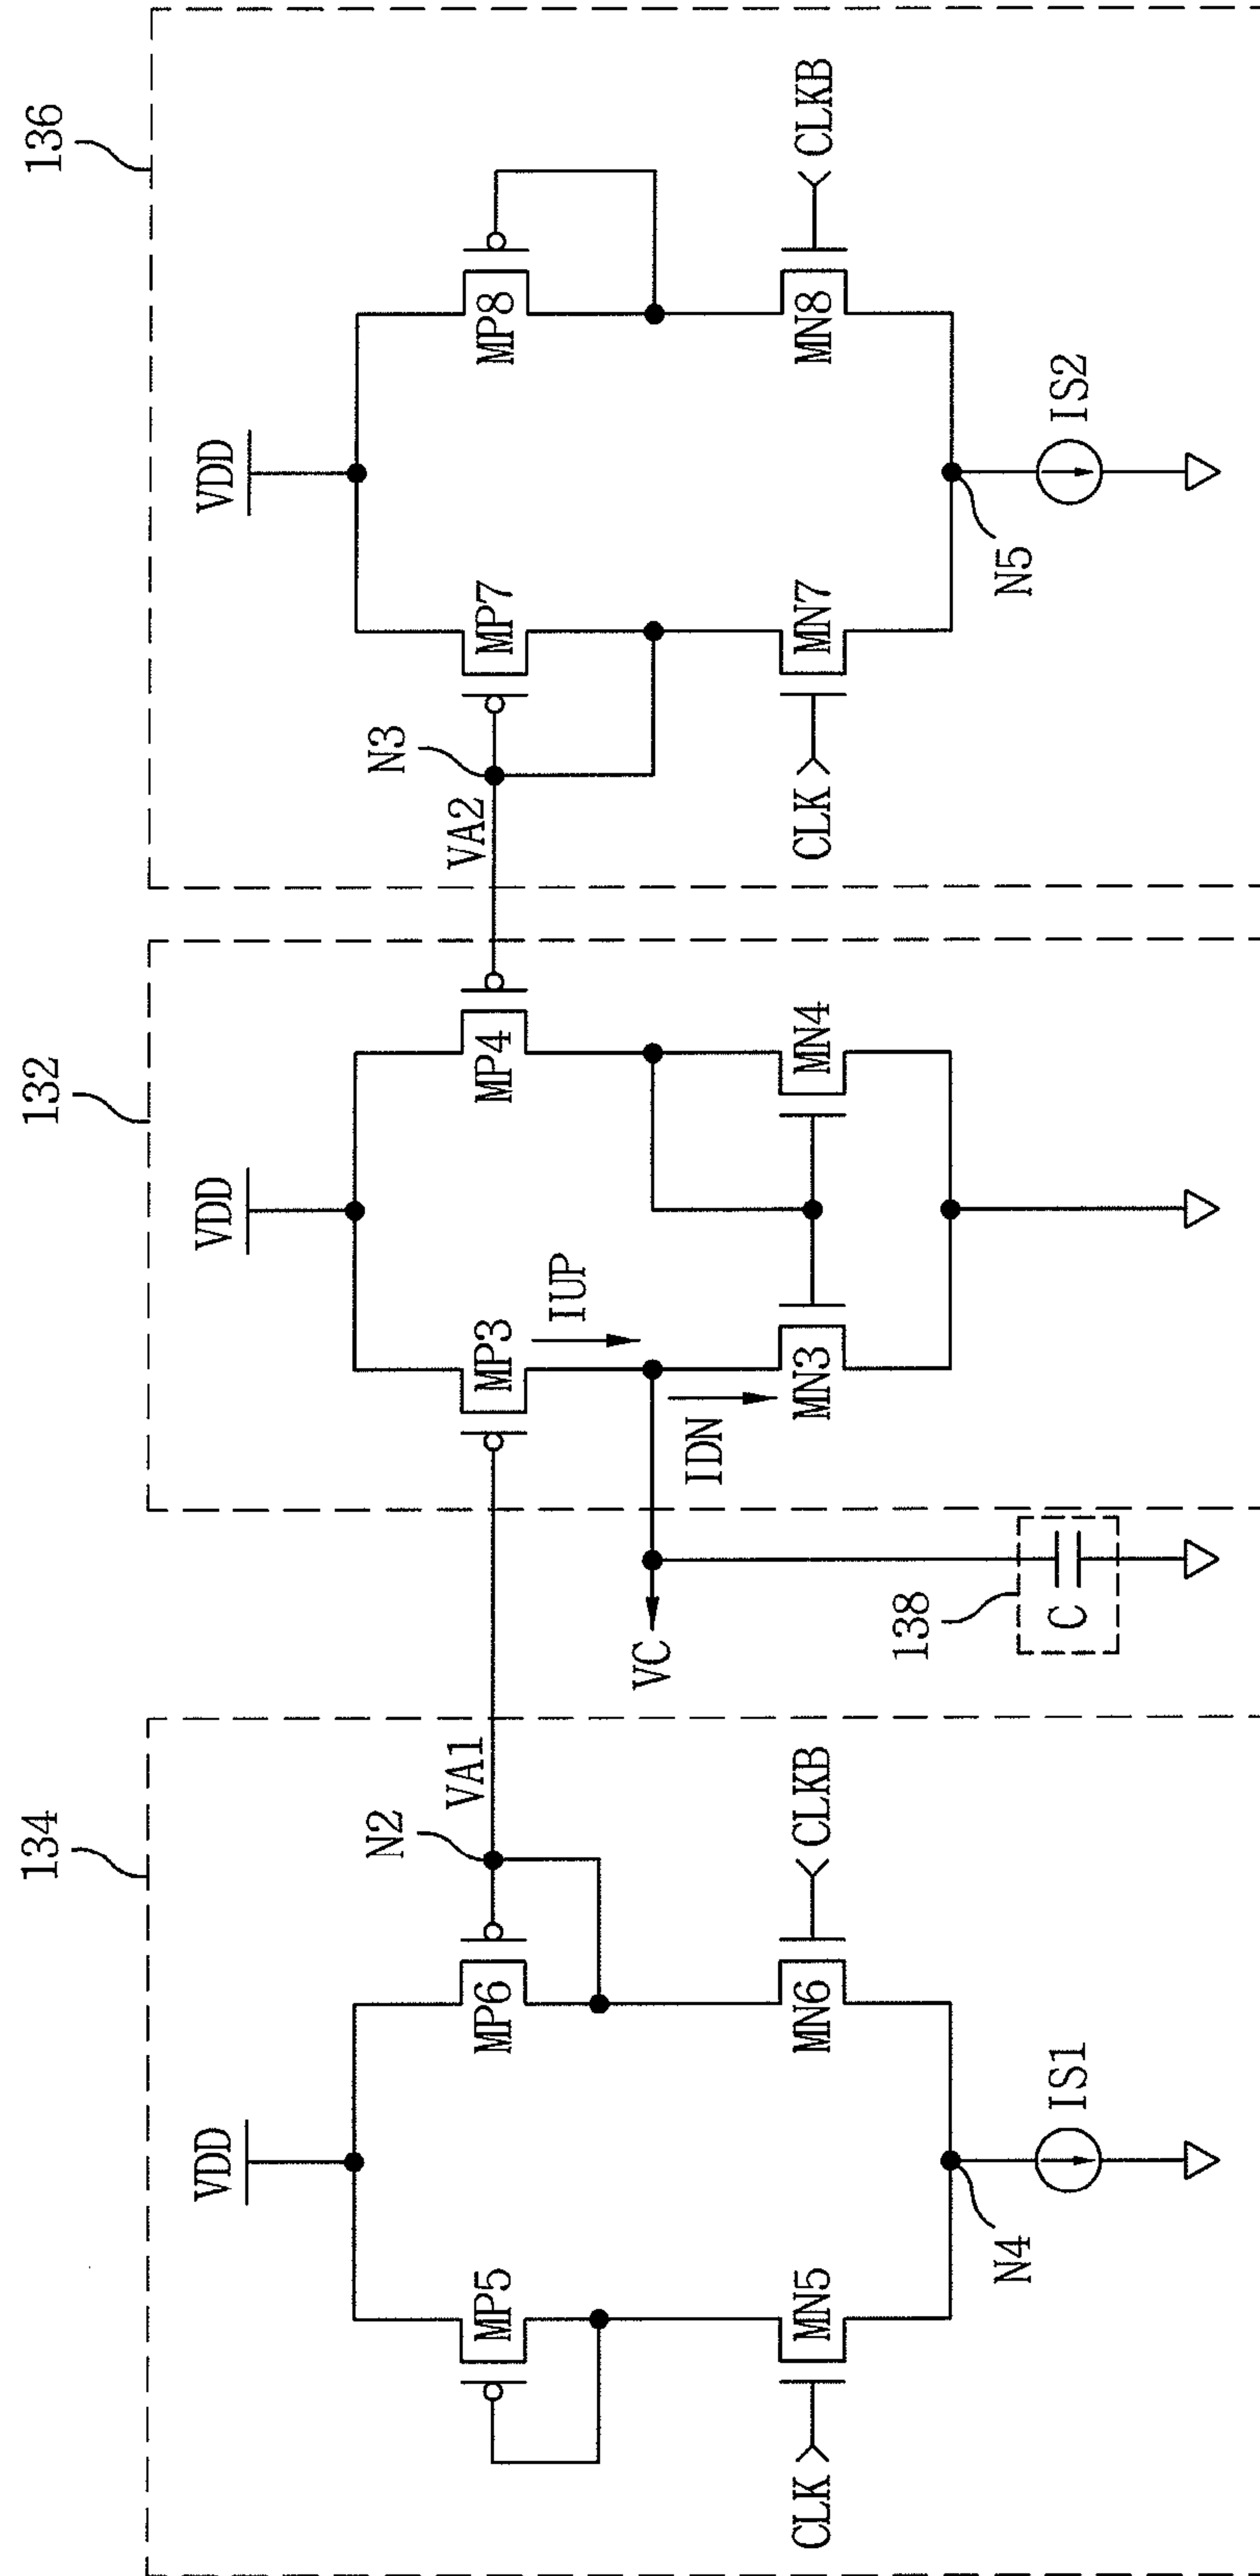 134
132
136
VDD
VDD
VDD
MP5
MP6
N2
VA1
MP3
IUP
MP4
VA2
N3
MP7
MP8
VC
IDN
CLK
MN5
MN6
CLKB
MN3
MN4
CLK
MN7
MN8
CLKB
138
C
N4
IS1
N5
IS2